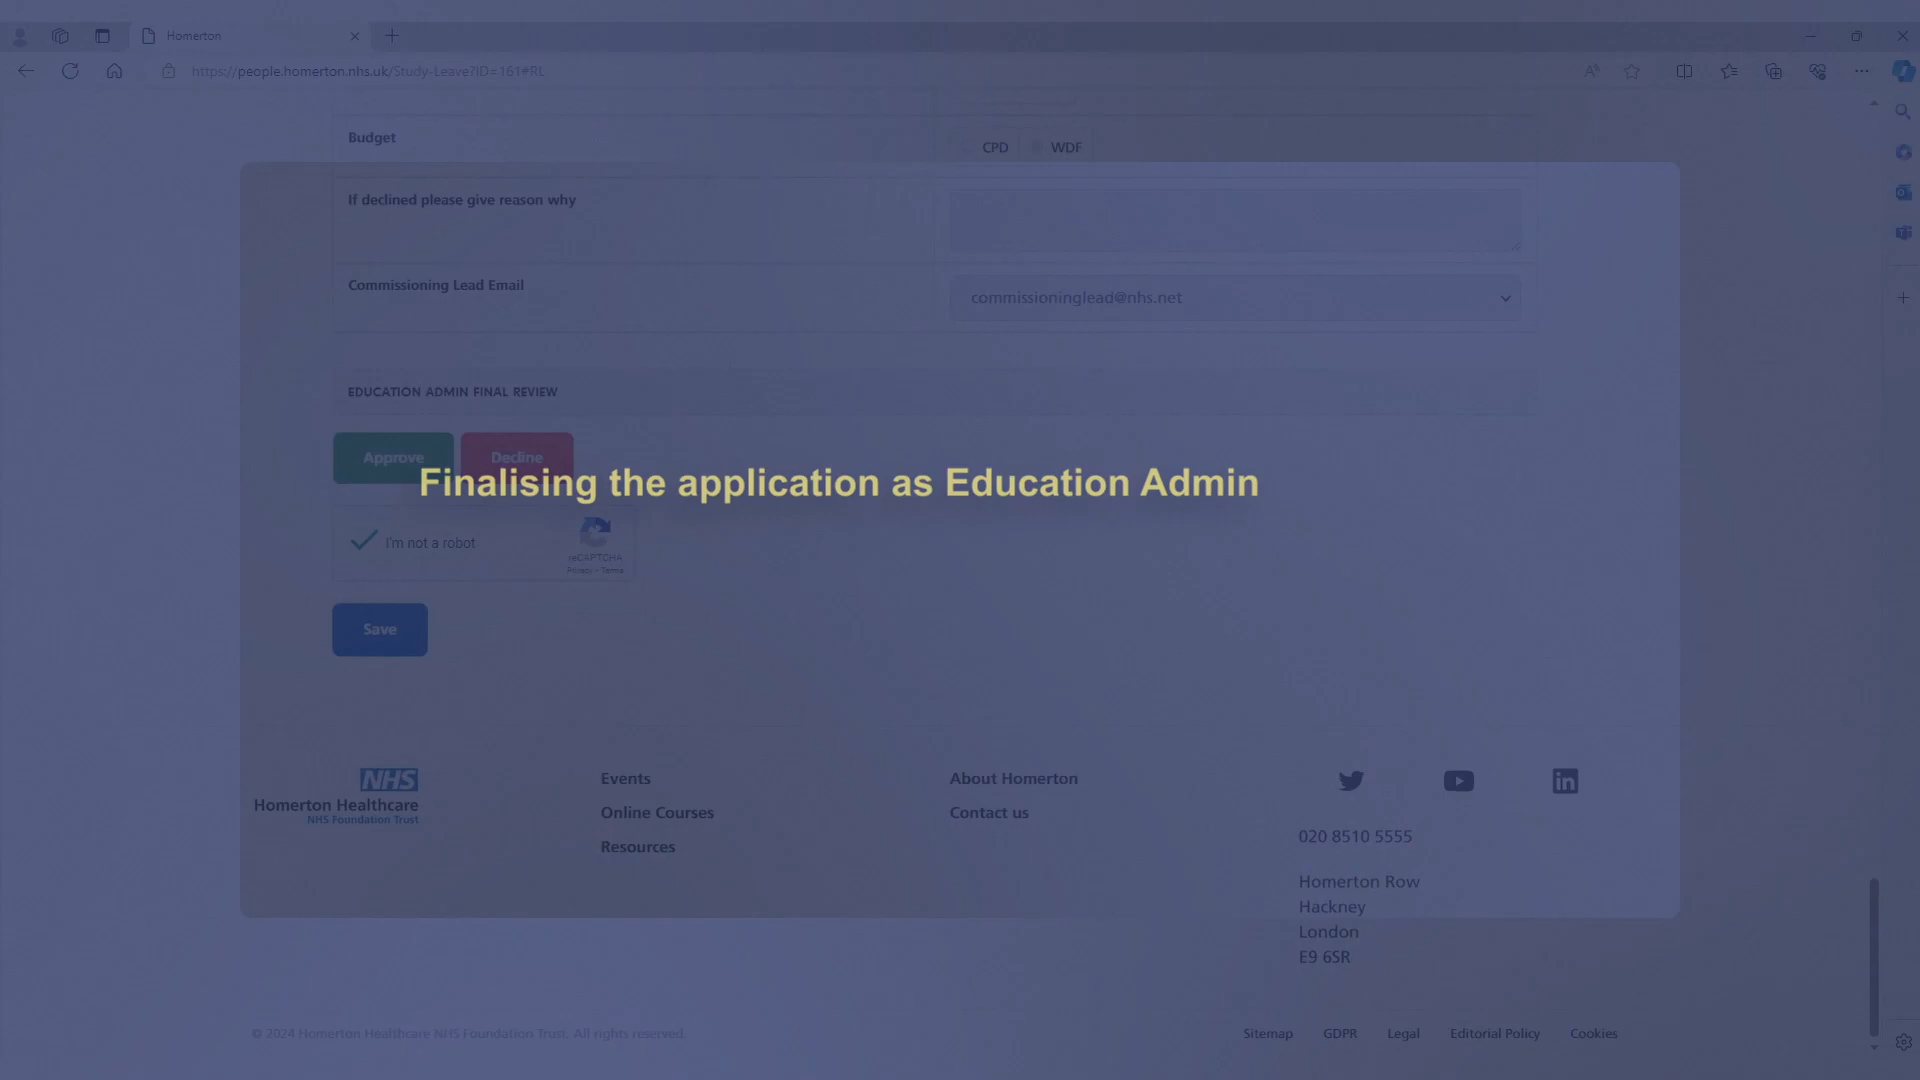 Homerton
https://people.homerton.nhs.uk/Study-Leave?ID=161#RL
Budget
CPD WDF
If declined please give reason why
Commissioning Lead Email
commissioninglead@nhs.net
EDUCATION ADMIN FINAL REVIEW
Approve Decline
Finalising the application as Education Admin
I'm not a robot
reCAPTCHA
Privacy - Terms
Save
NHS
Homerton Healthcare
NHS Foundation Trust
Events
Online Courses
Resources
About Homerton
Contact us
020 8510 5555
Homerton Row
Hackney
London
E9 6SR
© 2024 Homerton Healthcare NHS Foundation Trust. All rights reserved.
Sitemap GDPR Legal Editorial Policy Cookies